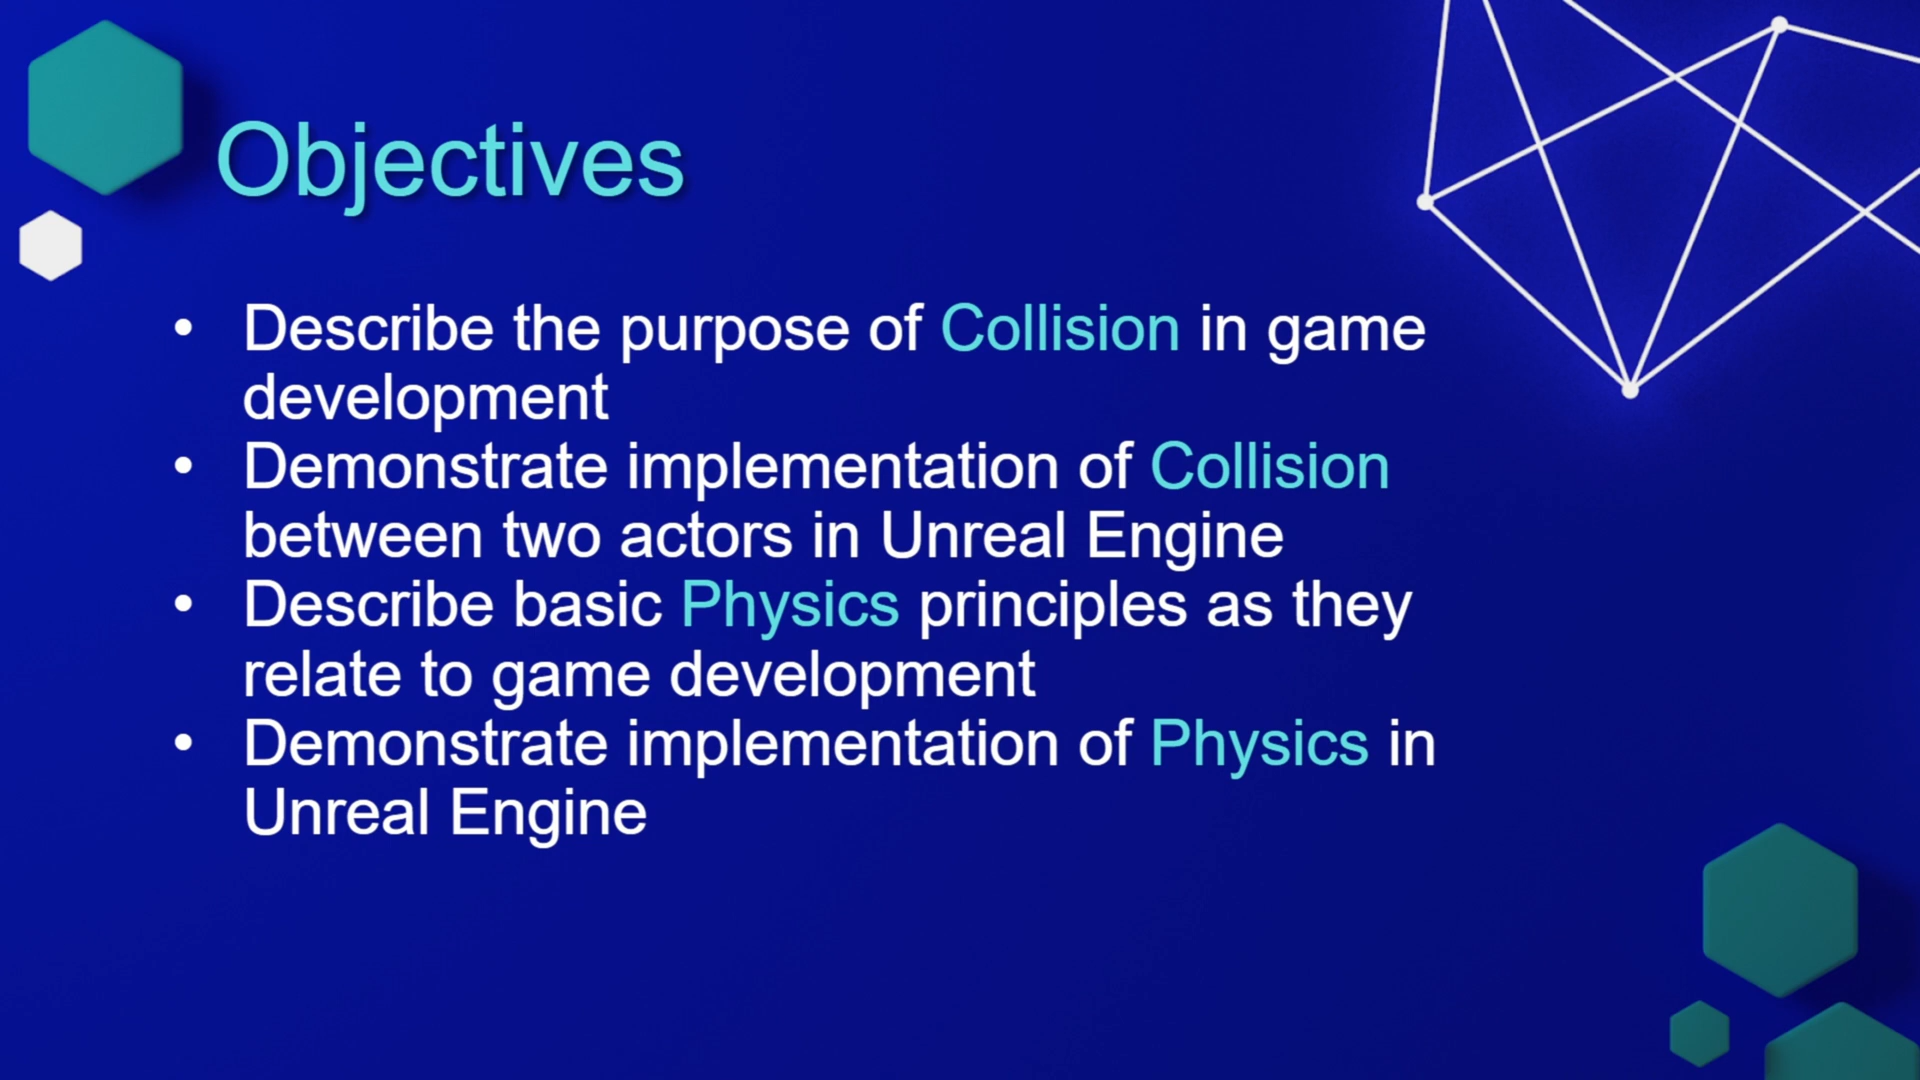 Objectives
• Describe the purpose of Collision in game
development
• Demonstrate implementation of Collision
between two actors in Unreal Engine
• Describe basic Physics principles as they
relate to game development
• Demonstrate implementation of Physics in
Unreal Engine